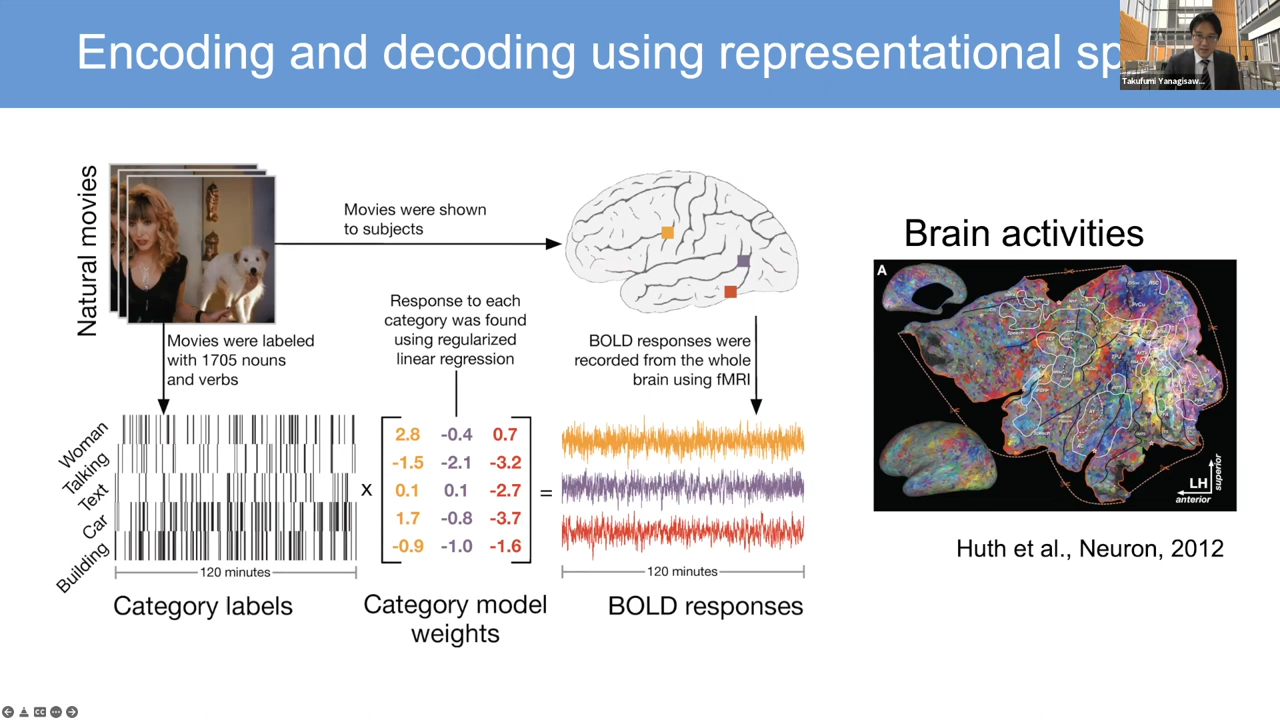 Encoding and decoding using representational sp
Takufumi Yanagisaw...
Natural movies
Movies were shown
to subjects
Response to each
category was found
using regularized
linear regression
Movies were labeled
with 1705 nouns
and verbs
BOLD responses were
recorded from the whole
brain using fMRI
Woman
Talking
Text
Car
Building
x
2.8 -0.4 0.7
-1.5 -2.1 -3.2
0.1 0.1 -2.7
1.7 -0.8 -3.7
-0.9 -1.0 -1.6
=
120 minutes
120 minutes
Category labels
Category model
weights
BOLD responses
Brain activities
A
LH
superior
anterior
Huth et al., Neuron, 2012
CC